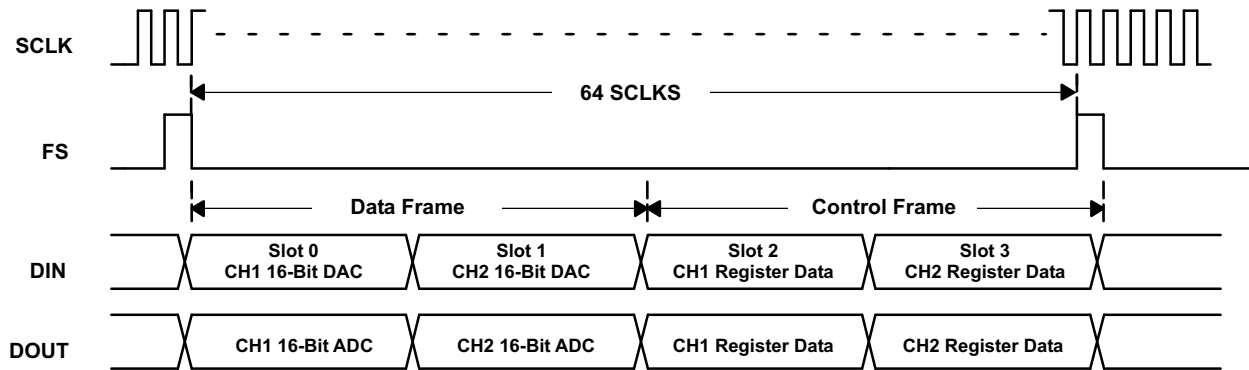 SCLK
64 SCLKS
FS
Data Frame
Control Frame
DIN
Slot 0
CH1 16-Bit DAC
Slot 1
CH2 16-Bit DAC
Slot 2
CH1 Register Data
Slot 3
CH2 Register Data
DOUT
CH1 16-Bit ADC
CH2 16-Bit ADC
CH1 Register Data
CH2 Register Data